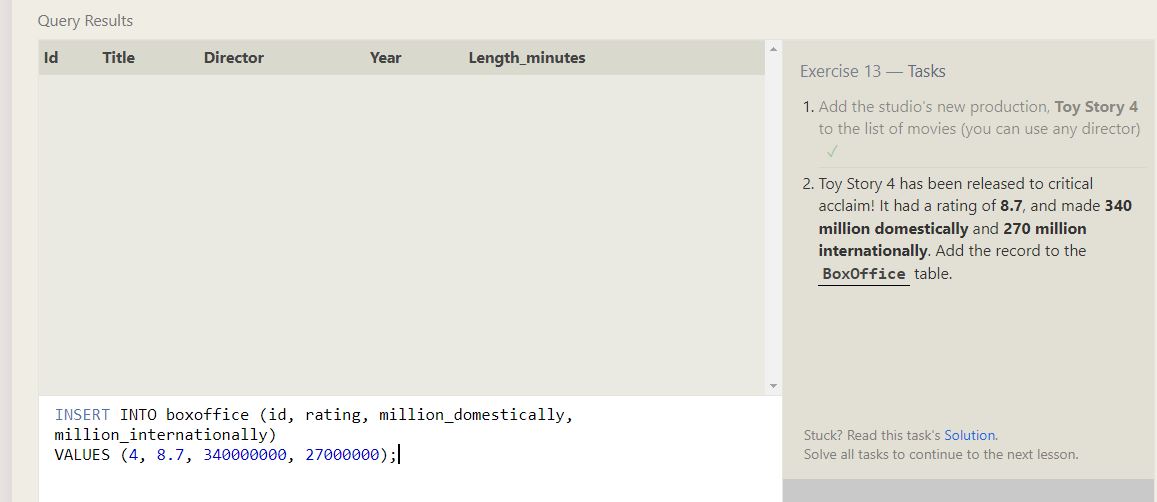 Query Results
Id Title Director Year Length_minutes
Exercise 13 — Tasks
1. Add the studio's new production, Toy Story 4
to the list of movies (you can use any director)
✓
2. Toy Story 4 has been released to critical
acclaim! It had a rating of 8.7, and made 340
million domestically and 270 million
internationally. Add the record to the
BoxOffice table.
INSERT INTO boxoffice (id, rating, million_domestically,
million_internationally)
VALUES (4, 8.7, 340000000, 27000000);
Stuck? Read this task's Solution.
Solve all tasks to continue to the next lesson.